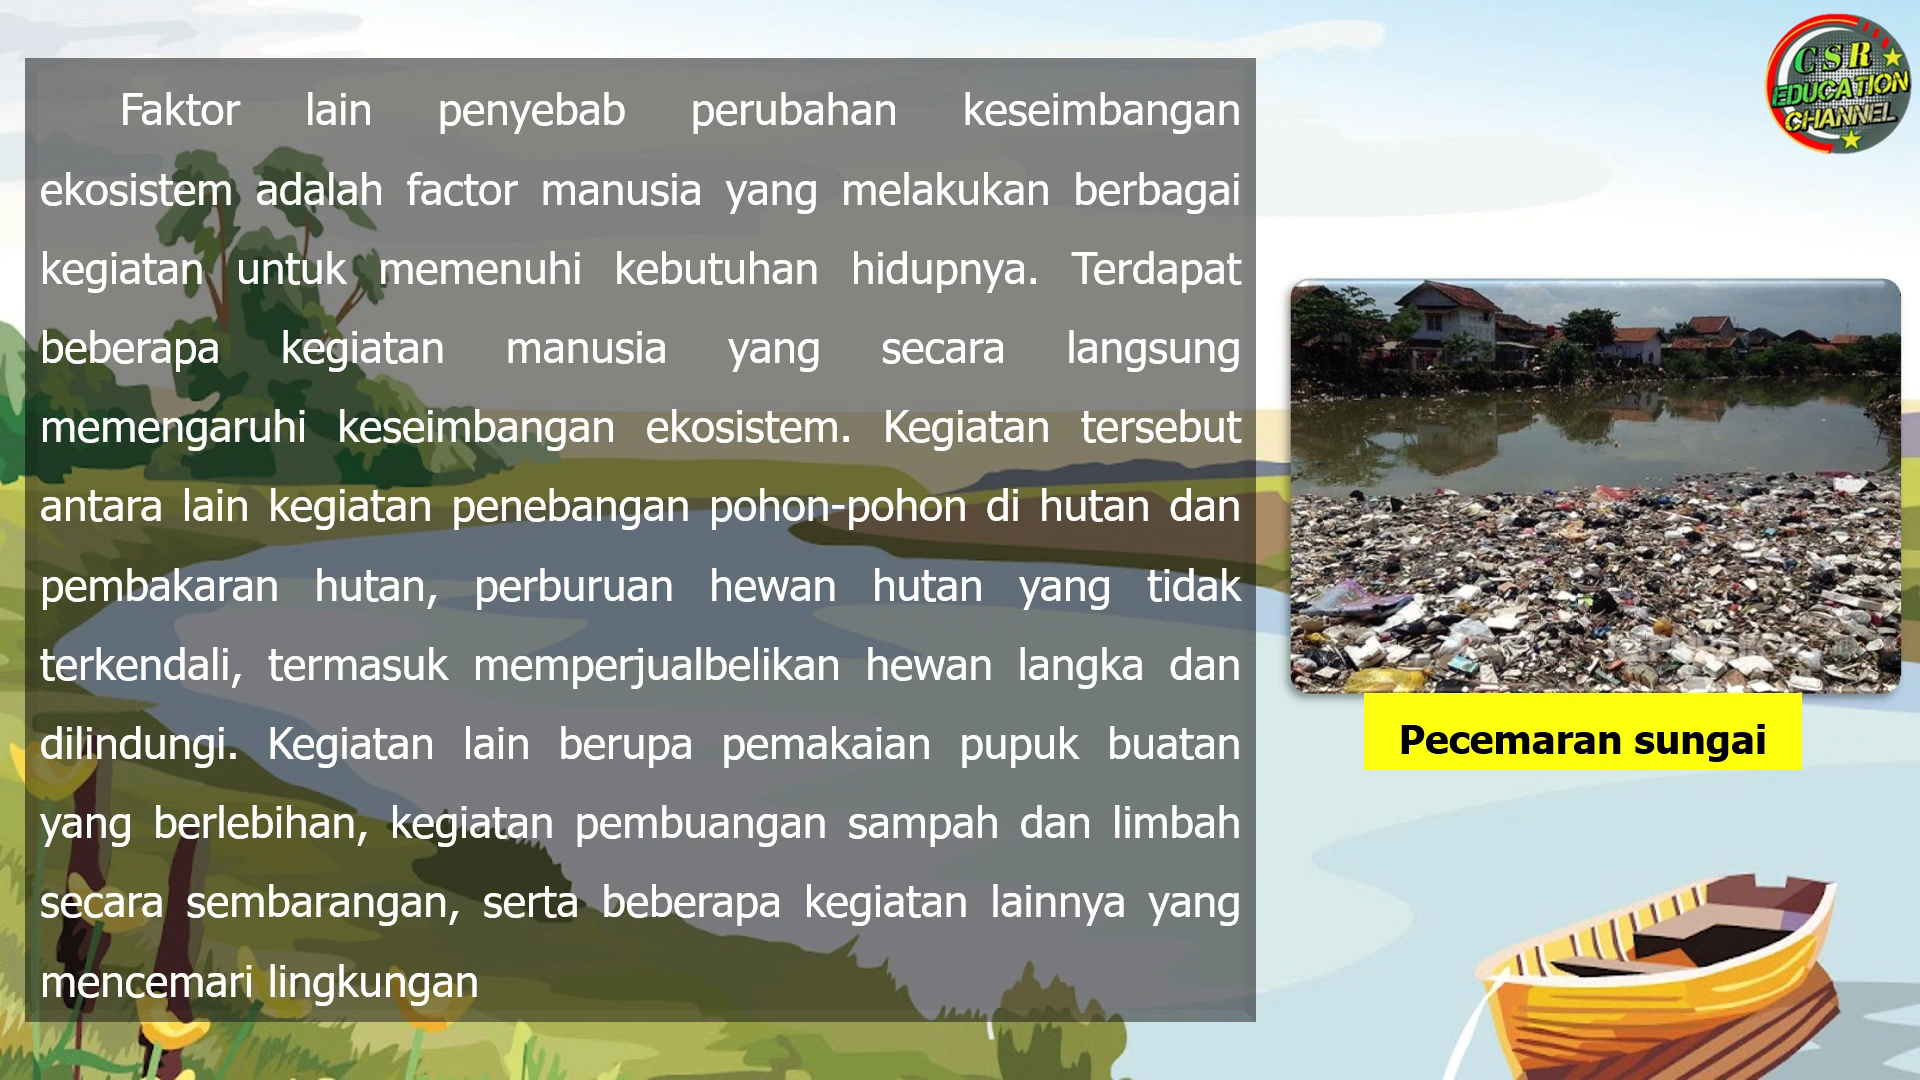 Faktor lain penyebab perubahan keseimbangan
ekosistem adalah factor manusia yang melakukan berbagai
kegiatan untuk memenuhi kebutuhan hidupnya. Terdapat
beberapa kegiatan manusia yang secara langsung
memengaruhi keseimbangan ekosistem. Kegiatan tersebut
antara lain kegiatan penebangan pohon-pohon di hutan dan
pembakaran hutan, perburuan hewan hutan yang tidak
terkendali, termasuk memperjualbelikan hewan langka dan
dilindungi. Kegiatan lain berupa pemakaian pupuk buatan
yang berlebihan, kegiatan pembuangan sampah dan limbah
secara sembarangan, serta beberapa kegiatan lainnya yang
mencemari lingkungan
CSR
EDUCATION
CHANNEL
Pecemaran sungai